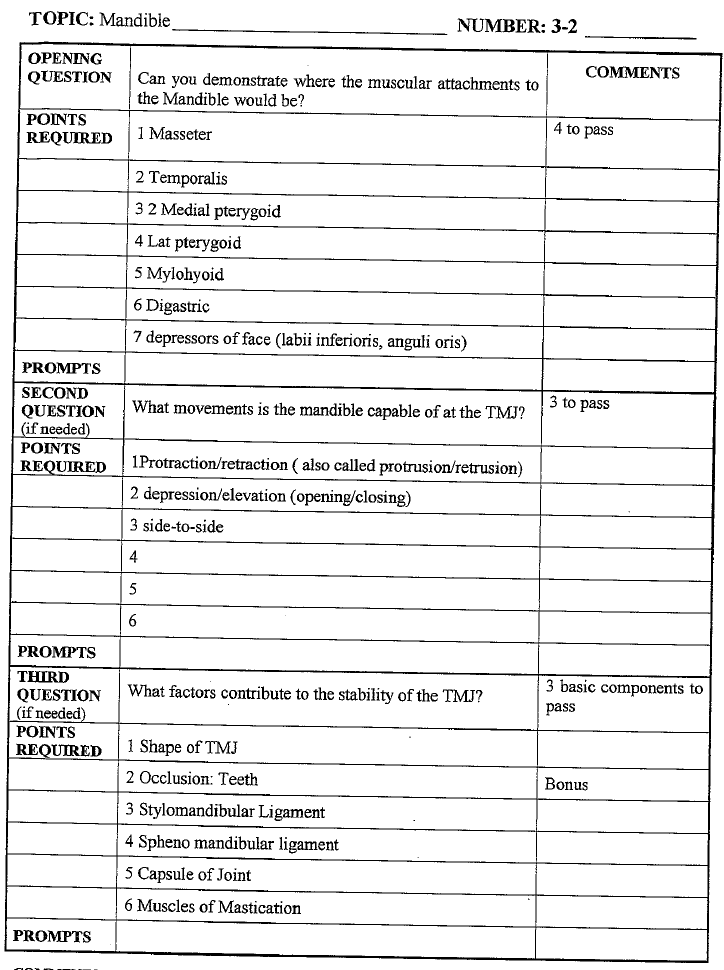 TOPIC: Mandible NUMBER: 3-2
OPENING
QUESTION
Can you demonstrate where the muscular attachments to
the Mandible would be?
COMMENTS
POINTS
REQUIRED
1 Masseter
4 to pass
2 Temporalis
3 2 Medial pterygoid
4 Lat pterygoid
5 Mylohyoid
6 Digastric
7 depressors of face (labii inferioris, anguli oris)
PROMPTS
SECOND
QUESTION
(if needed)
What movements is the mandible capable of at the TMJ?
3 to pass
POINTS
REQUIRED
1Protraction/retraction ( also called protrusion/retrusion)
2 depression/elevation (opening/closing)
3 side-to-side
4
5
6
PROMPTS
THIRD
QUESTION
(if needed)
What factors contribute to the stability of the TMJ?
3 basic components to
pass
POINTS
REQUIRED
1 Shape of TMJ
2 Occlusion: Teeth
Bonus
3 Stylomandibular Ligament
4 Spheno mandibular ligament
5 Capsule of Joint
6 Muscles of Mastication
PROMPTS